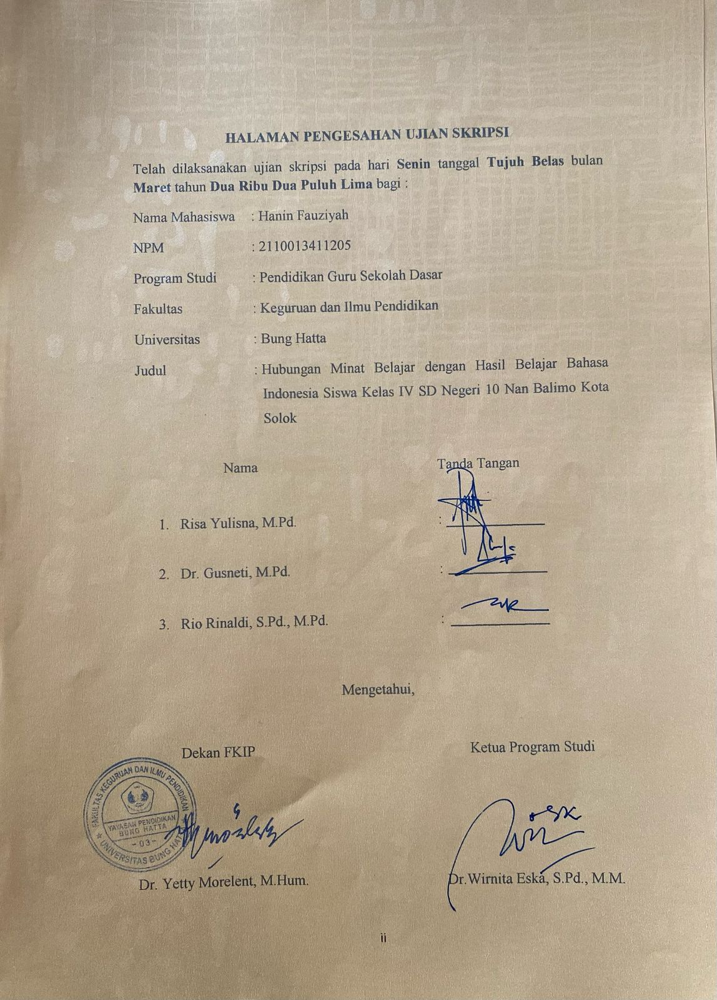 HALAMAN PENGESAHAN UJIAN SKRIPSI
Telah dilaksanakan ujian skripsi pada hari Senin tanggal Tujuh Belas bulan
Maret tahun Dua Ribu Dua Puluh Lima bagi :
Nama Mahasiswa : Hanin Fauziyah
NPM : 2110013411205
Program Studi : Pendidikan Guru Sekolah Dasar
Fakultas : Keguruan dan Ilmu Pendidikan
Universitas : Bung Hatta
Judul : Hubungan Minat Belajar dengan Hasil Belajar Bahasa
Indonesia Siswa Kelas IV SD Negeri 10 Nan Balimo Kota
Solok
Nama Tanda Tangan
1. Risa Yulisna, M.Pd. :
2. Dr. Gusneti, M.Pd. :
3. Rio Rinaldi, S.Pd., M.Pd. :
Mengetahui,
Dekan FKIP Ketua Program Studi
FAKULTAS KEGURUAN DAN ILMU PENDIDIKAN
YAYASAN PENDIDIKAN
BUNG HATTA
-03-
UNIVERSITAS BUNG HATTA
Dr. Yetty Morelent, M.Hum. Dr.Wirnita Eska, S.Pd., M.M.
ii